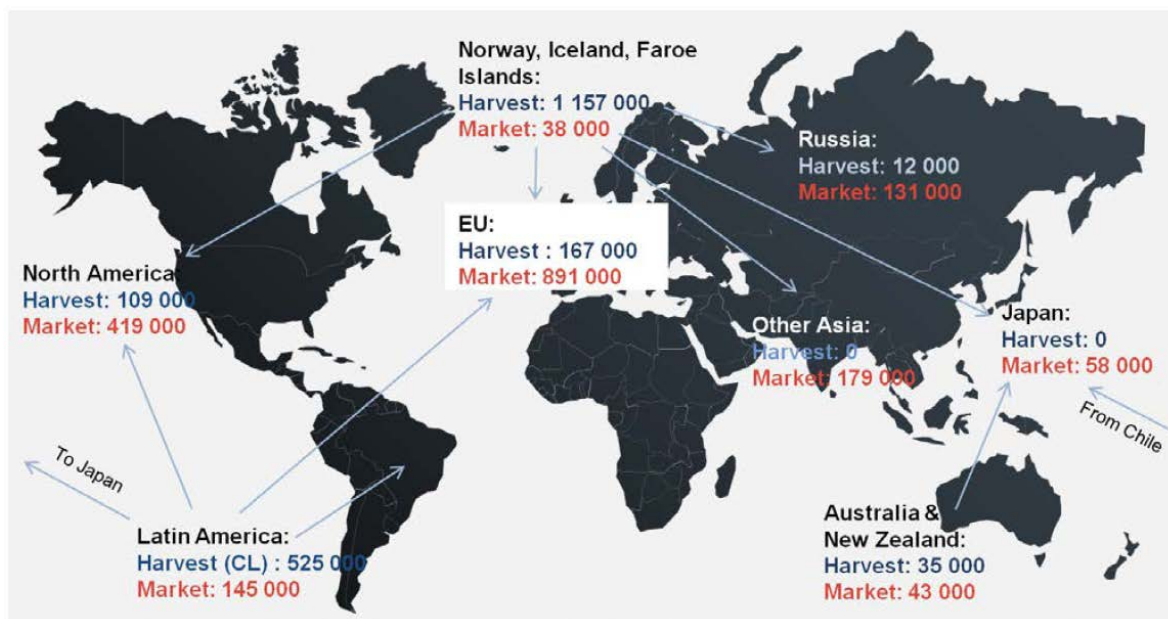 Norway, Iceland, Faroe
Islands:
Harvest: 1 157 000
Market: 38 000
Russia:
Harvest: 12 000
Market: 131 000
EU:
Harvest : 167 000
Market: 891 000
North America:
Harvest: 109 000
Market: 419 000
Other Asia:
Harvest: 0
Market: 179 000
Japan:
Harvest: 0
Market: 58 000
From Chile
To Japan
Latin America:
Harvest (CL) : 525 000
Market: 145 000
Australia &
New Zealand:
Harvest: 35 000
Market: 43 000